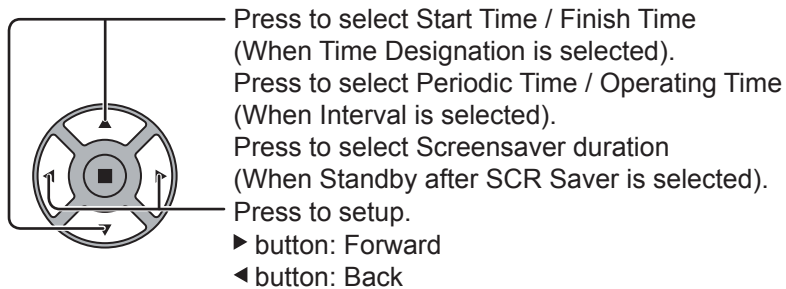 Press to select Start Time / Finish Time
(When Time Designation is selected).
Press to select Periodic Time / Operating Time
(When Interval is selected).
Press to select Screensaver duration
(When Standby after SCR Saver is selected).
Press to setup.
▶ button: Forward
◀ button: Back